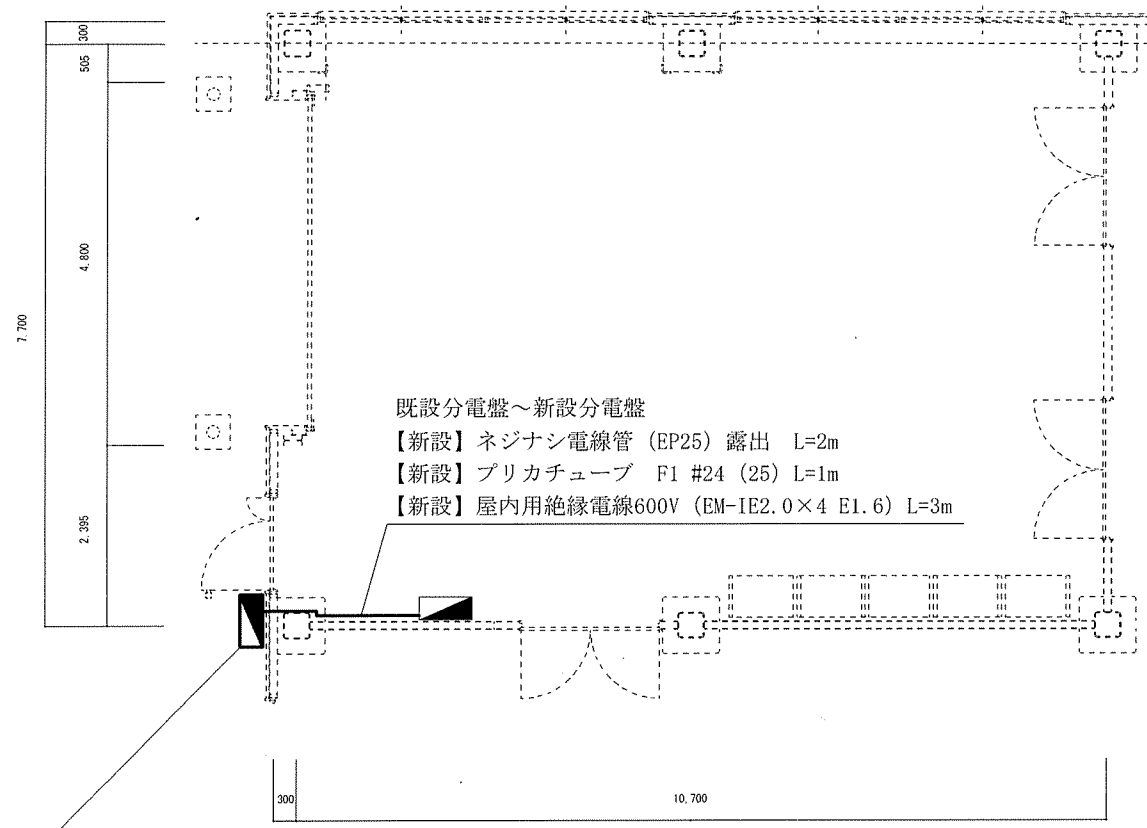 300
505
4.800
7.700
2.395
既設分電盤～新設分電盤
【新設】ネジナシ電線管 (EP25) 露出 L=2m
【新設】プリカチューブ F1 #24 (25) L=1m
【新設】屋内用絶縁電線600V (EM-IE2.0×4 E1.6) L=3m
300
10,700